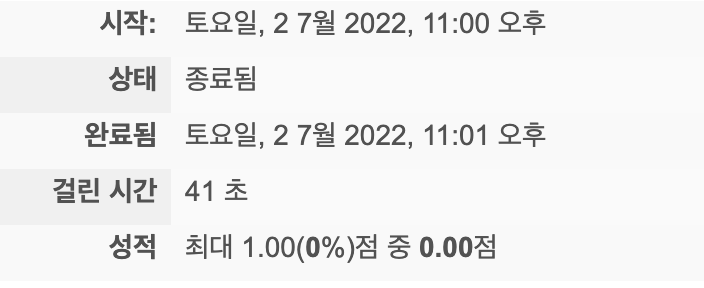 시작: 토요일, 2 7월 2022, 11:00 오후
상태 종료됨
완료됨 토요일, 2 7월 2022, 11:01 오후
걸린 시간 41 초
성적 최대 1.00(0%)점 중 0.00점